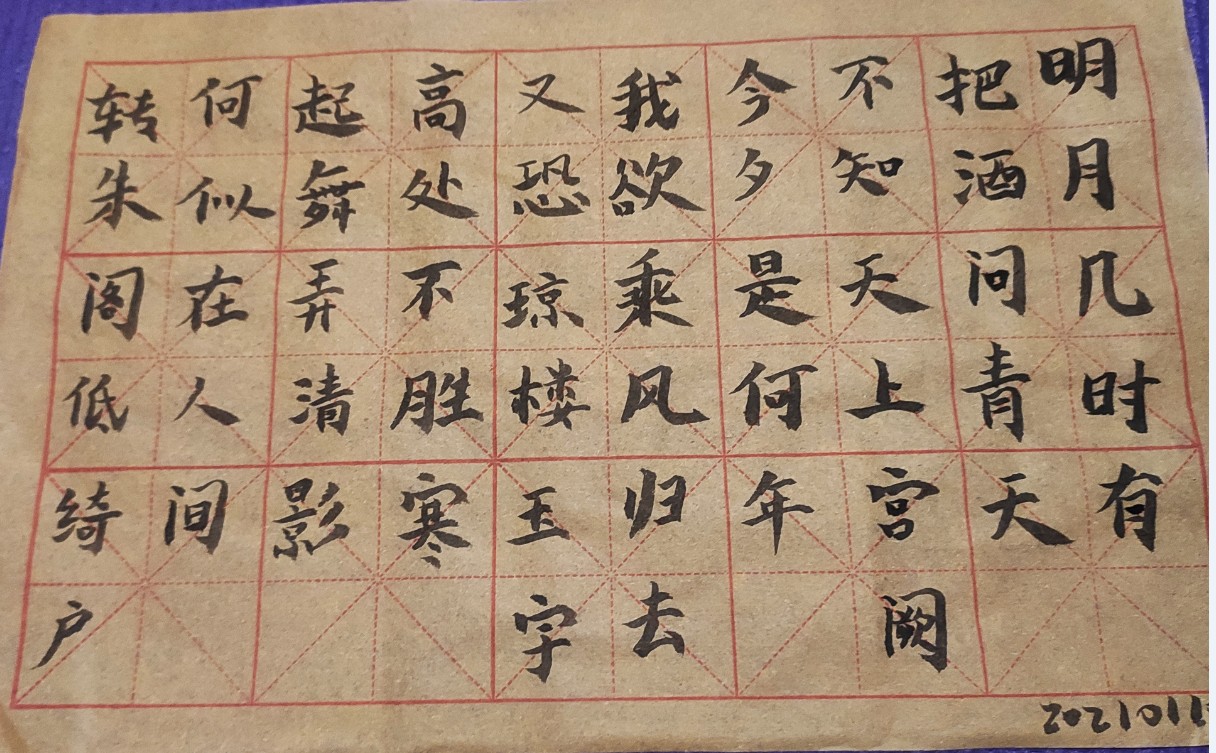 明月几时有
把酒问青天
不知天上宫阙
今夕是何年
我欲乘风归去
又恐琼楼玉宇
高处不胜寒
起舞弄清影
何似在人间
转朱阁低绮户
2021011